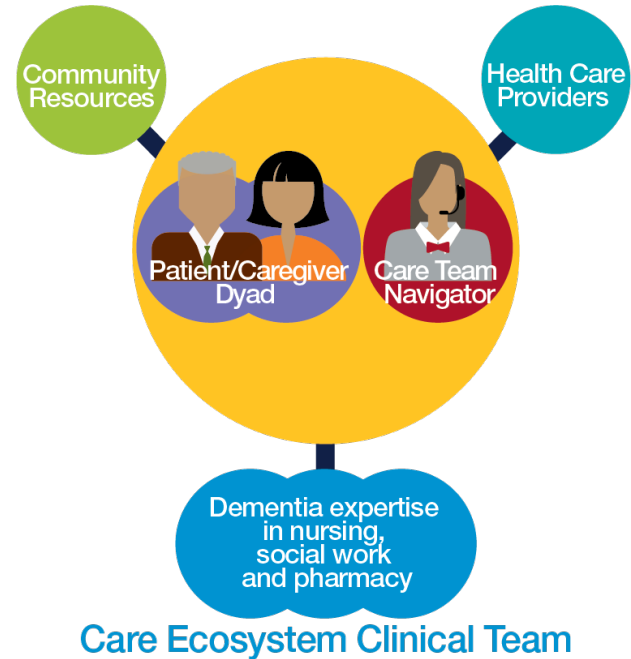 Community
Resources
Health Care
Providers
Patient/Caregiver
Dyad
Care Team
Navigator
Dementia expertise
in nursing,
social work
and pharmacy
Care Ecosystem Clinical Team